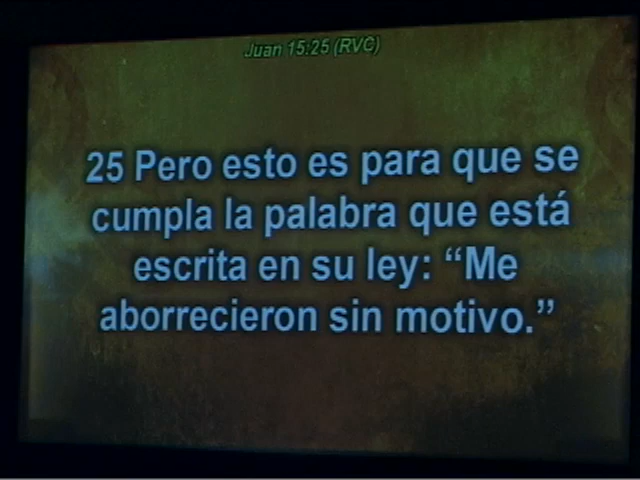 Juan 15:25 (RVC)
25 Pero esto es para que se
cumpla la palabra que está
escrita en su ley: “Me
aborrecieron sin motivo.”